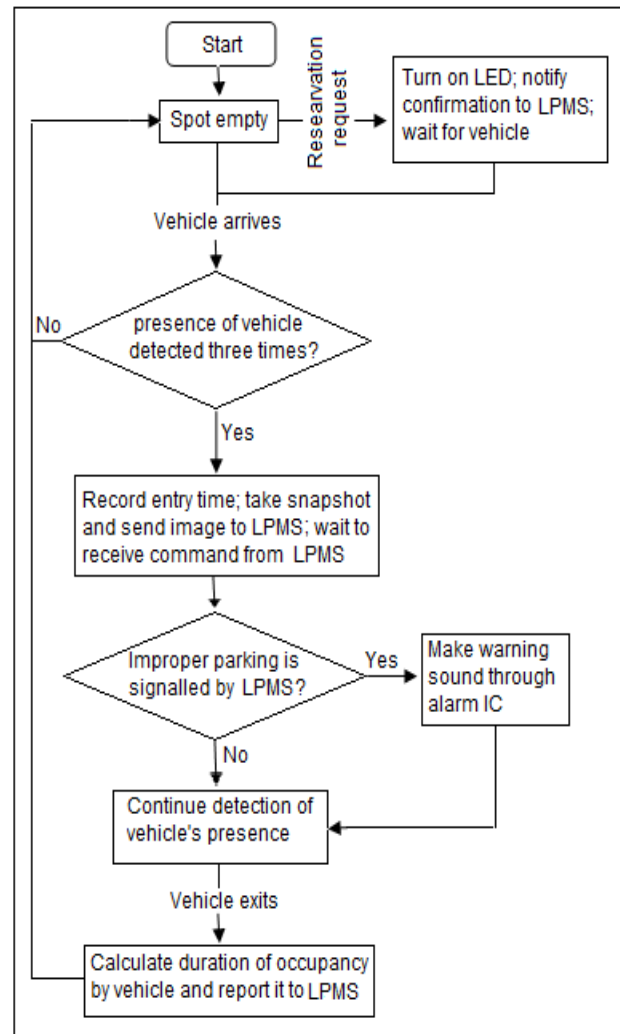 Start
Spot empty
Researvation
request
Turn on LED; notify
confirmation to LPMS;
wait for vehicle
Vehicle arrives
No
presence of vehicle
detected three times?
Yes
Record entry time; take snapshot
and send image to LPMS; wait to
receive command from LPMS
Improper parking is
signalled by LPMS?
Yes
Make warning
sound through
alarm IC
No
Continue detection of
vehicle's presence
Vehicle exits
Calculate duration of occupancy
by vehicle and report it to LPMS